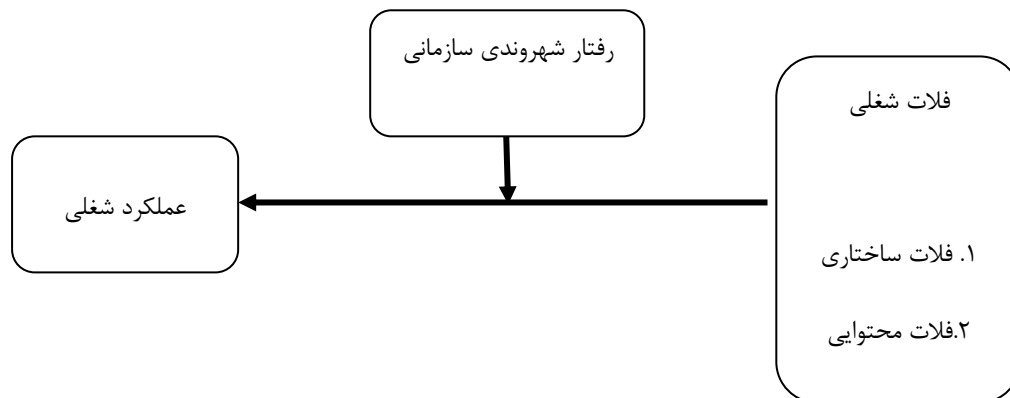 رفتار شهروندی سازمانی
فلات شغلی
۱. فلات ساختاری
۲.فلات محتوایی
عملکرد شغلی